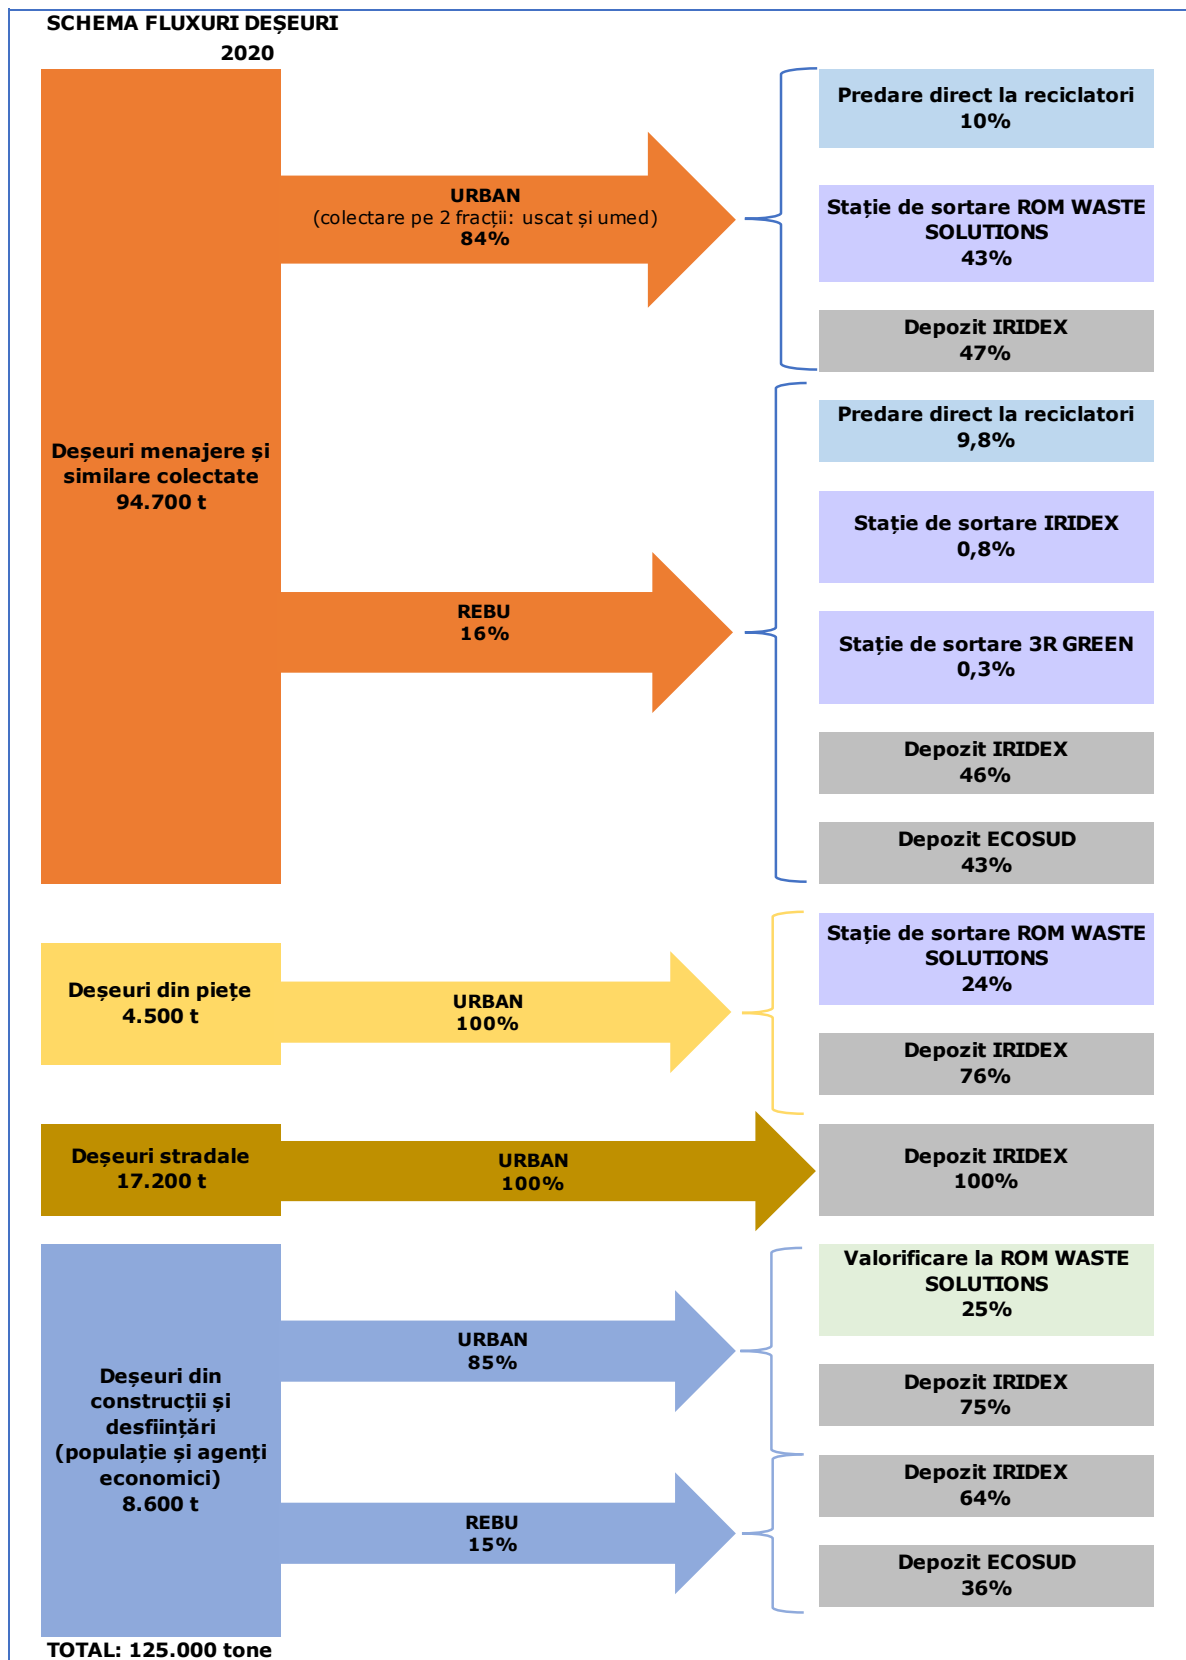 SCHEMA FLUXURI DEȘEURI
2020
Deșeuri menajere și
similare colectate
94.700 t
URBAN
(colectare pe 2 fracții: uscat și umed)
84%
Predare direct la reciclatori
10%
Stație de sortare ROM WASTE
SOLUTIONS
43%
Depozit IRIDEX
47%
REBU
16%
Predare direct la reciclatori
9,8%
Stație de sortare IRIDEX
0,8%
Stație de sortare 3R GREEN
0,3%
Depozit IRIDEX
46%
Depozit ECOSUD
43%
Deșeuri din piețe
4.500 t
URBAN
100%
Stație de sortare ROM WASTE
SOLUTIONS
24%
Depozit IRIDEX
76%
Deșeuri stradale
17.200 t
URBAN
100%
Depozit IRIDEX
100%
Deșeuri din
construcții și
desființări
(populație și agenți
economici)
8.600 t
URBAN
85%
Valorificare la ROM WASTE
SOLUTIONS
25%
Depozit IRIDEX
75%
REBU
15%
Depozit IRIDEX
64%
Depozit ECOSUD
36%
TOTAL: 125.000 tone